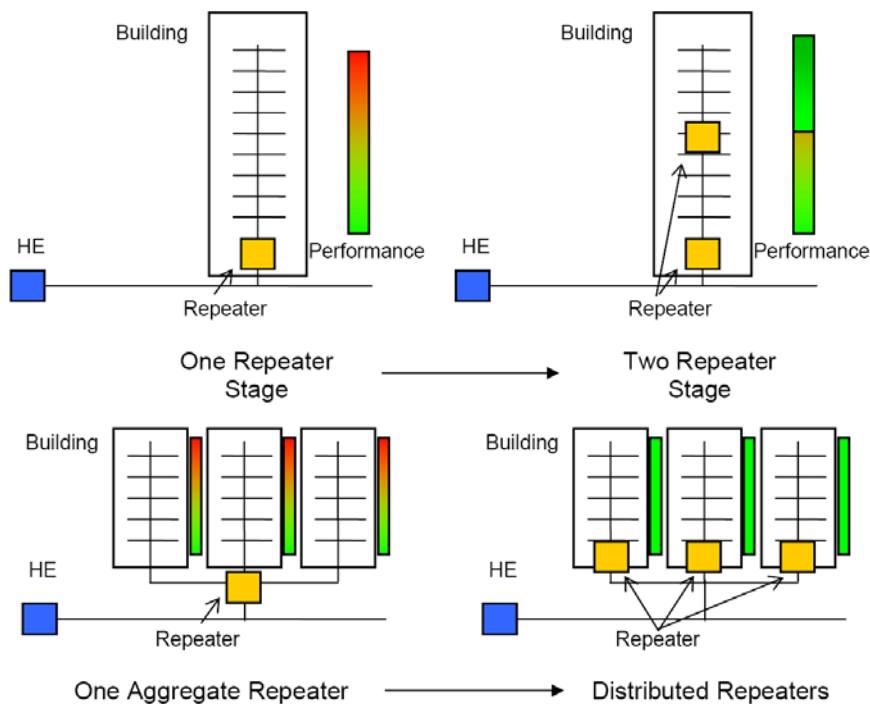 Building
HE
Performance
Repeater
One Repeater
Stage
Building
HE
Performance
Repeater
Two Repeater
Stage
Building
HE
Repeater
One Aggregate Repeater
Building
HE
Repeater
Distributed Repeaters